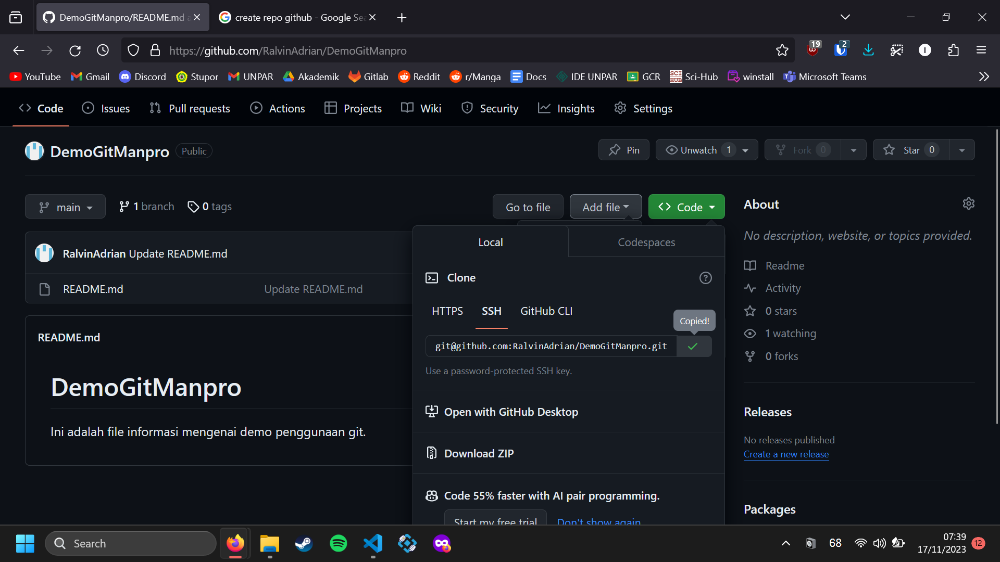 DemoGitManpro/README.md a
create repo github - Google Sea
https://github.com/RalvinAdrian/DemoGitManpro
19
2
YouTube
Gmail
Discord
Stupor
UNPAR
Akademik
Gitlab
Reddit
r/Manga
Docs
IDE UNPAR
GCR
SCI HUB
Sci-Hub
winstall
Microsoft Teams
Code
Issues
Pull requests
Actions
Projects
Wiki
Security
Insights
Settings
DemoGitManpro
Public
Pin
Unwatch 1
Fork 0
Star 0
main
1 branch
0 tags
Go to file
Add file
Code
About
No description, website, or topics provided.
Readme
Activity
0 stars
1 watching
0 forks
Releases
No releases published
Create a new release
Packages
RalvinAdrian Update README.md
README.md
Update README.md
README.md
DemoGitManpro
Ini adalah file informasi mengenai demo penggunaan git.
Local
Codespaces
Clone
HTTPS
SSH
GitHub CLI
Copied!
git@github.com:RalvinAdrian/DemoGitManpro.git
Use a password-protected SSH key.
Open with GitHub Desktop
Download ZIP
Code 55% faster with AI pair programming.
Start my free trial
Don't show again
Search
68
07:39
17/11/2023
12